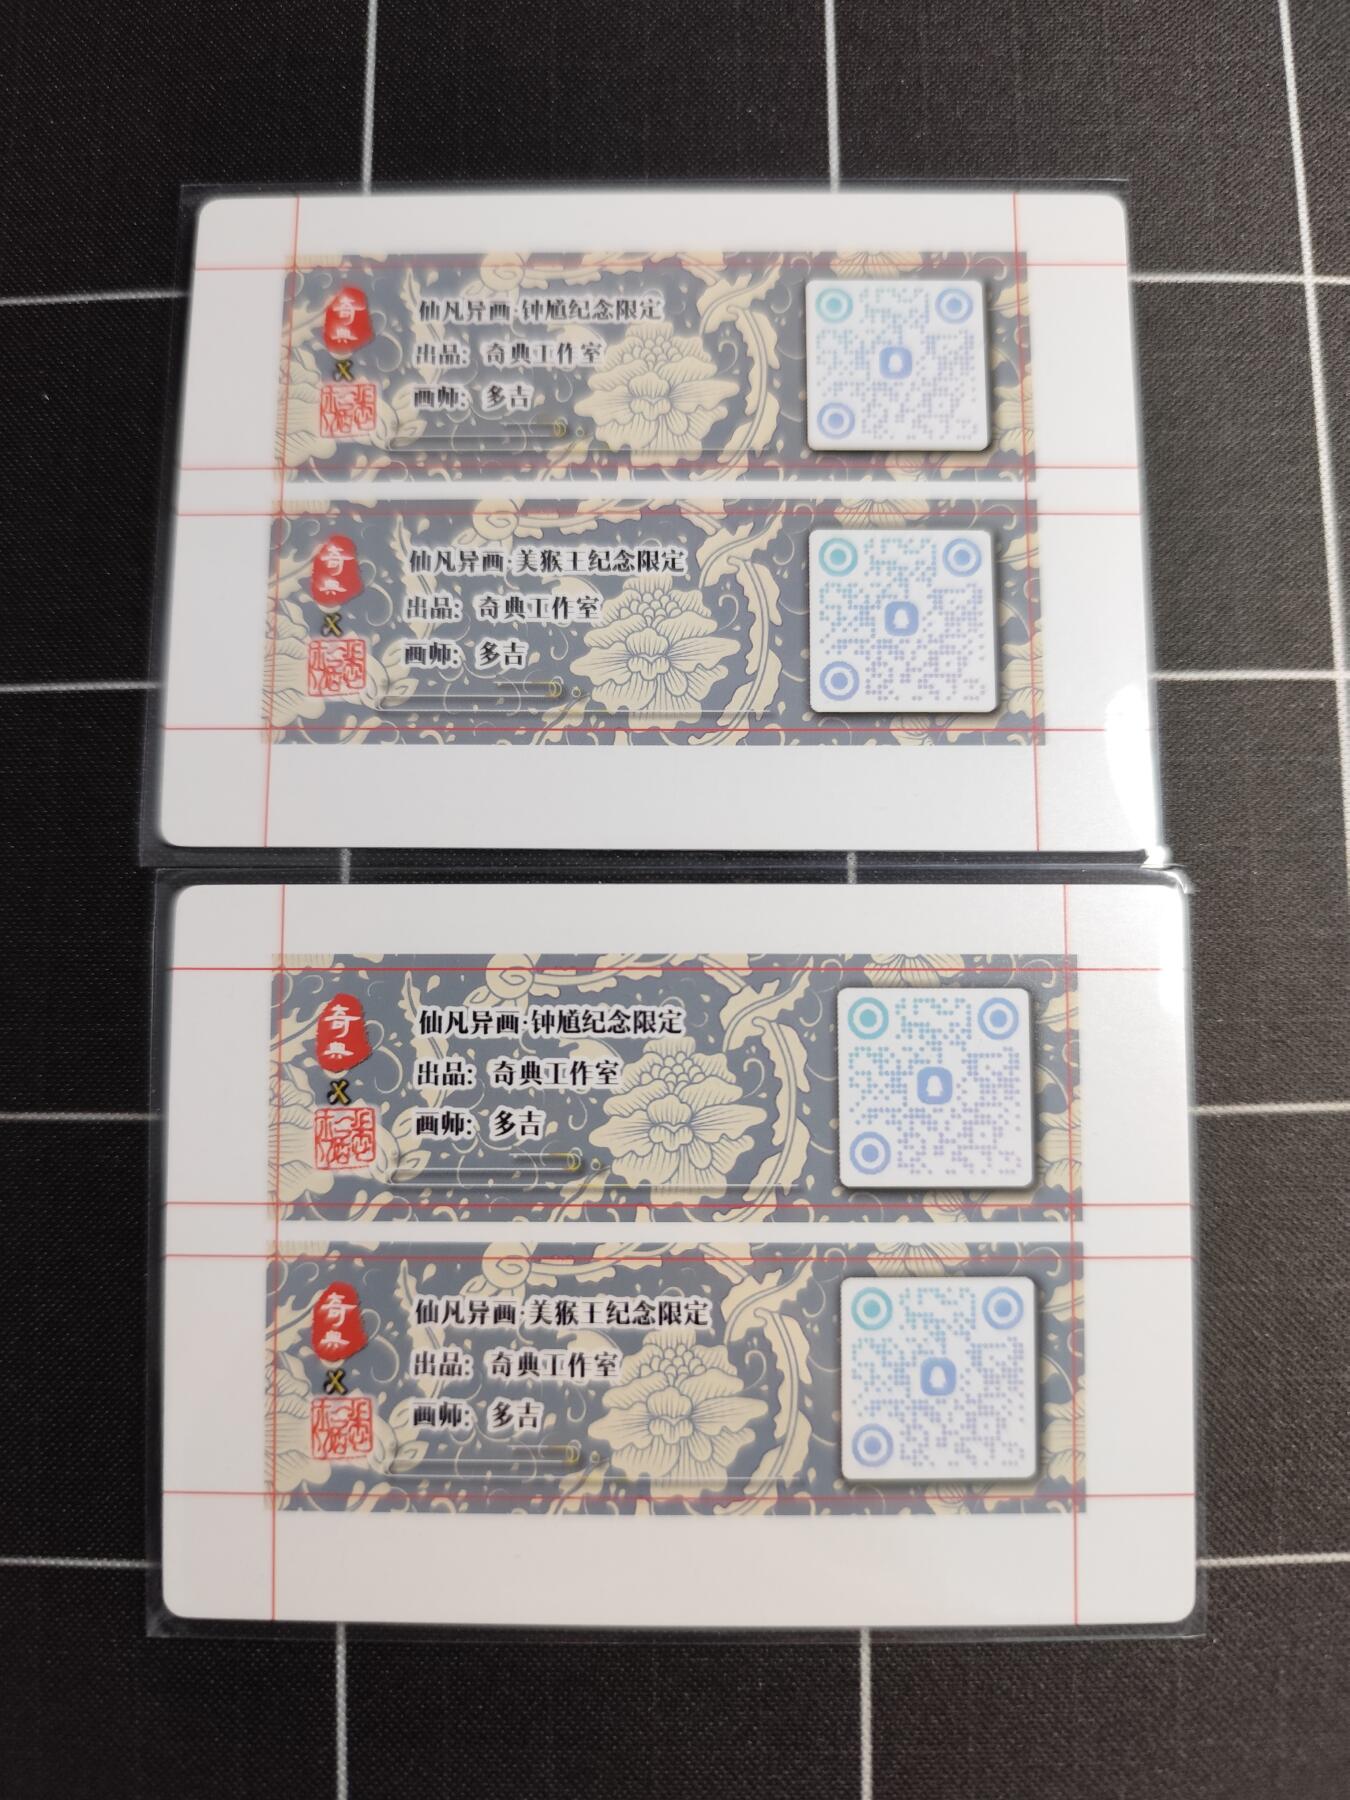 奇典
X
仙凡异画·钟馗纪念限定
出品：奇典工作室
画师：多吉
奇典
X
仙凡异画·美猴王纪念限定
出品：奇典工作室
画师：多吉
奇典
X
仙凡异画·钟馗纪念限定
出品：奇典工作室
画师：多吉
奇典
X
仙凡异画·美猴王纪念限定
出品：奇典工作室
画师：多吉